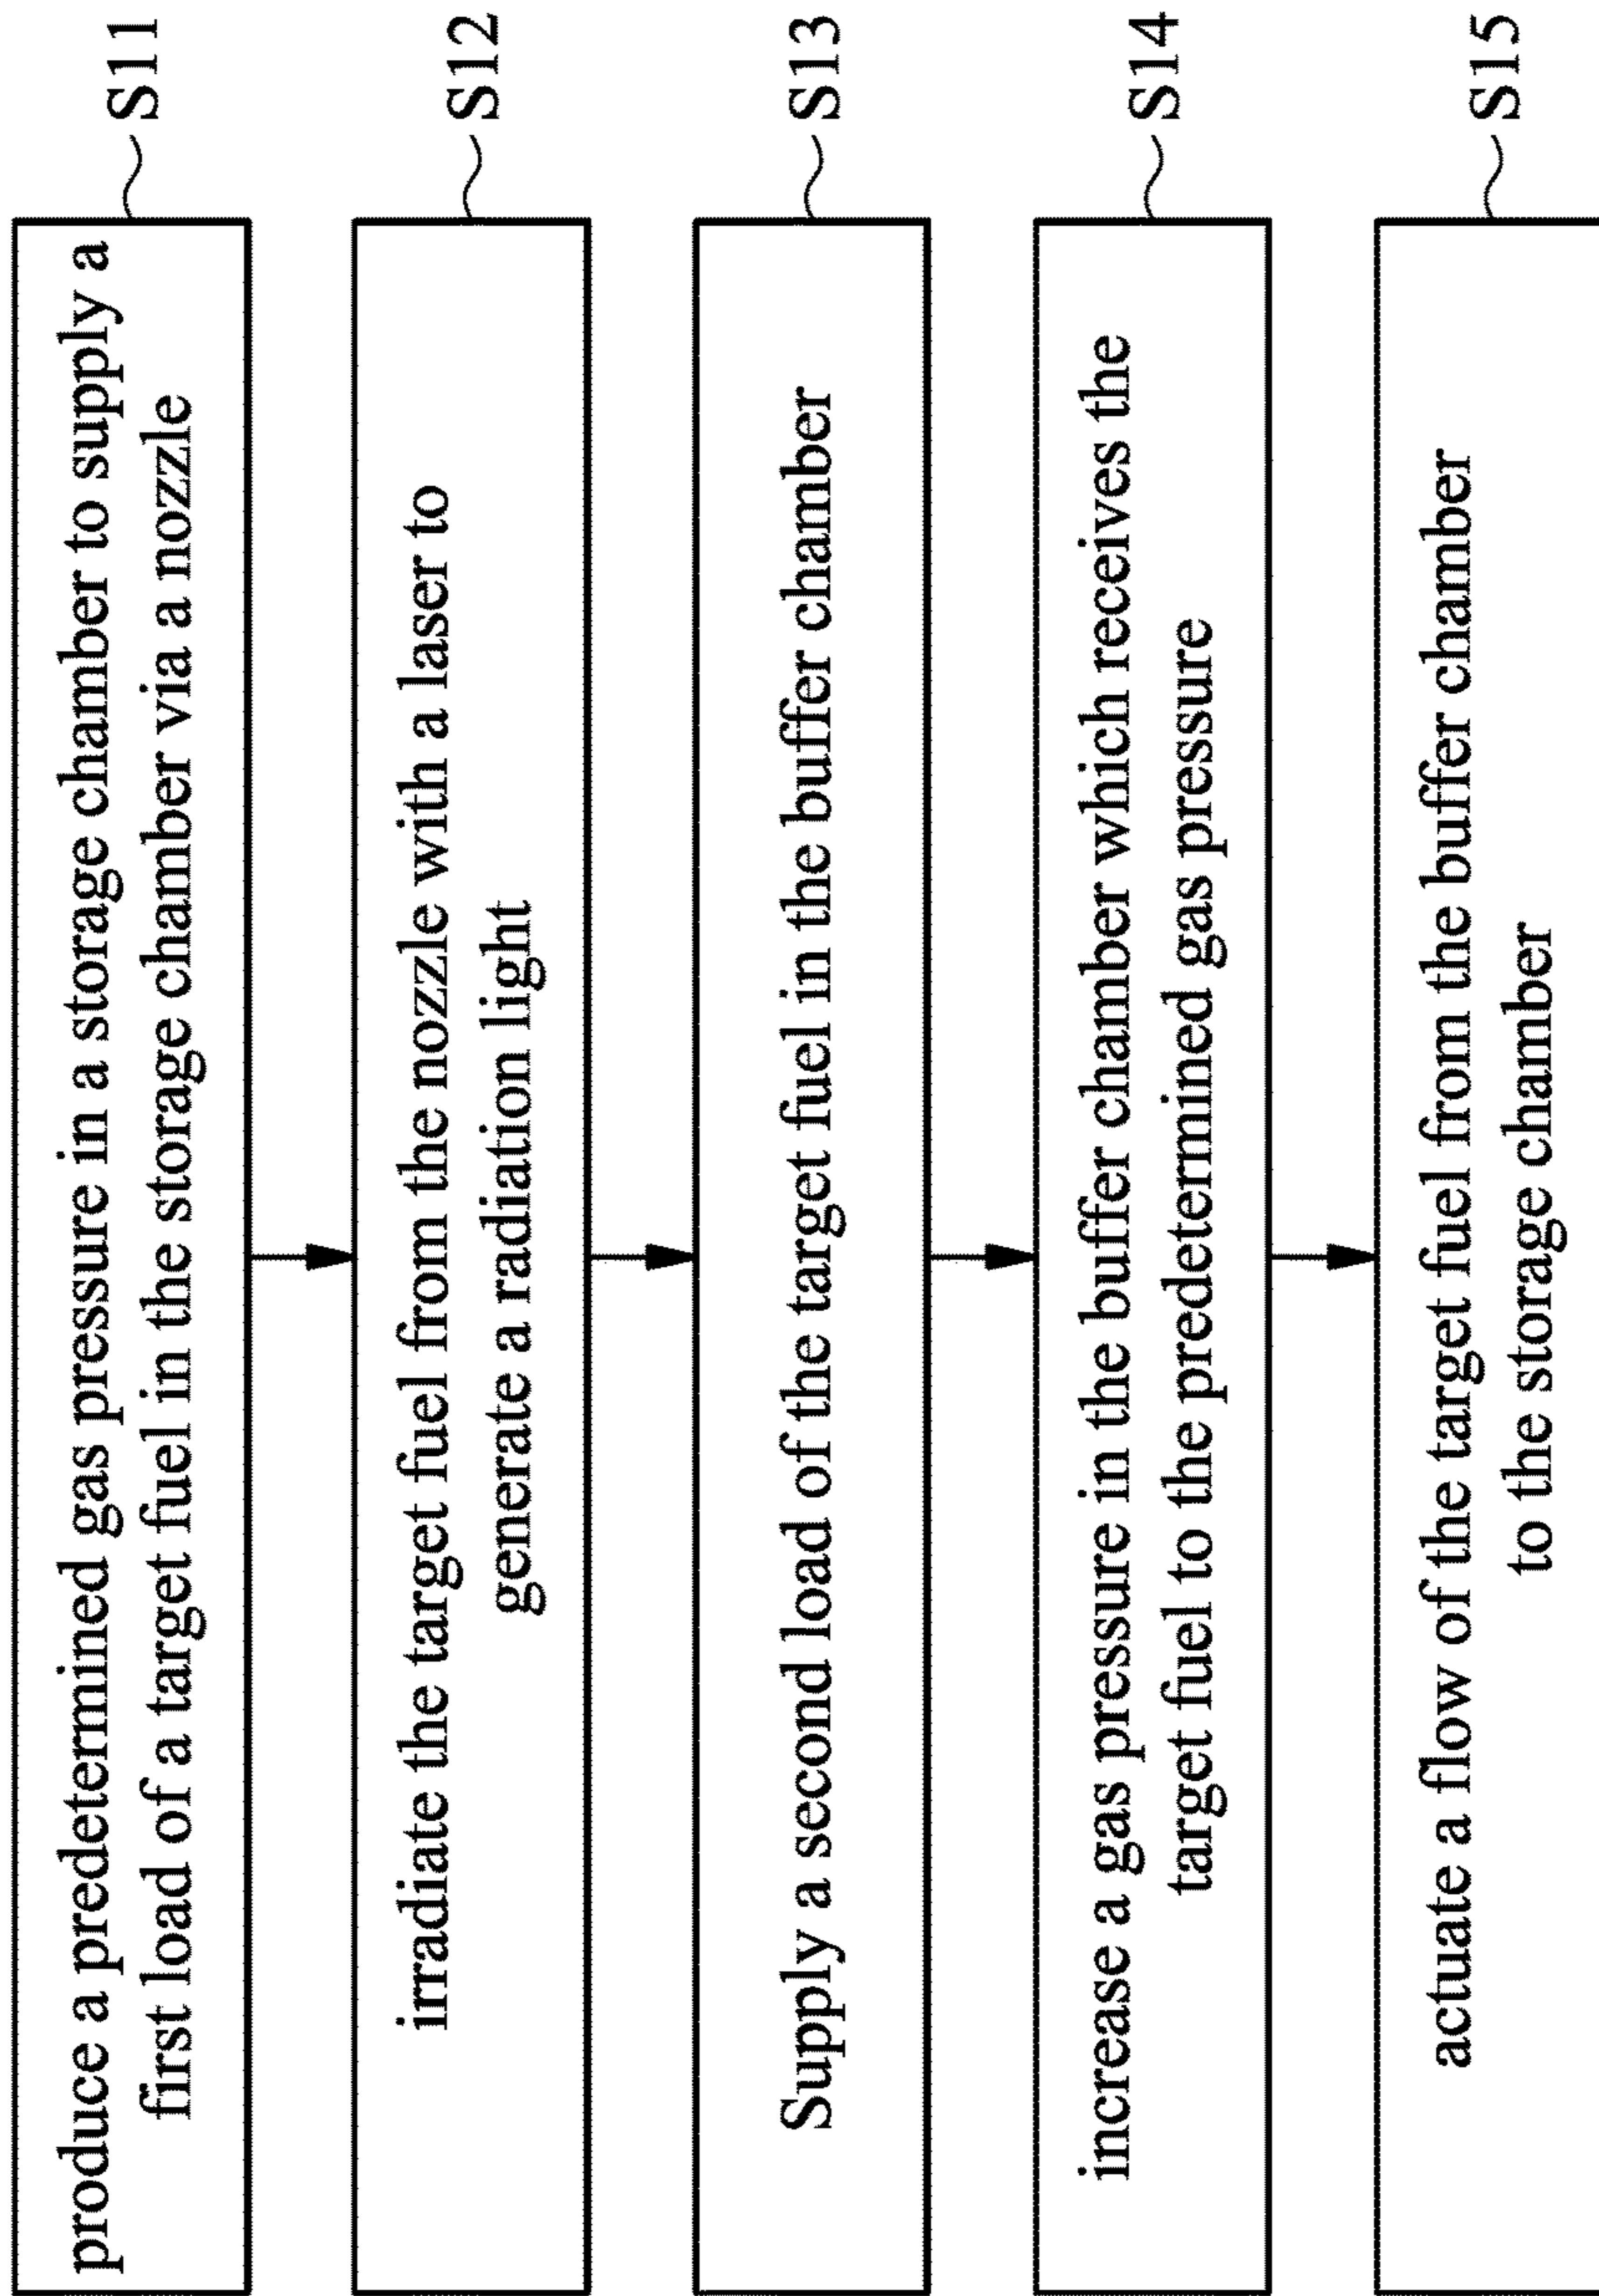 produce a predetermined gas pressure in a storage chamber to supply a
first load of a target fuel in the storage chamber via a nozzle
S11
irradiate the target fuel from the nozzle with a laser to
generate a radiation light
S12
Supply a second load of the target fuel in the buffer chamber
S13
increase a gas pressure in the buffer chamber which receives the
target fuel to the predetermined gas pressure
S14
actuate a flow of the target fuel from the buffer chamber
to the storage chamber
S15